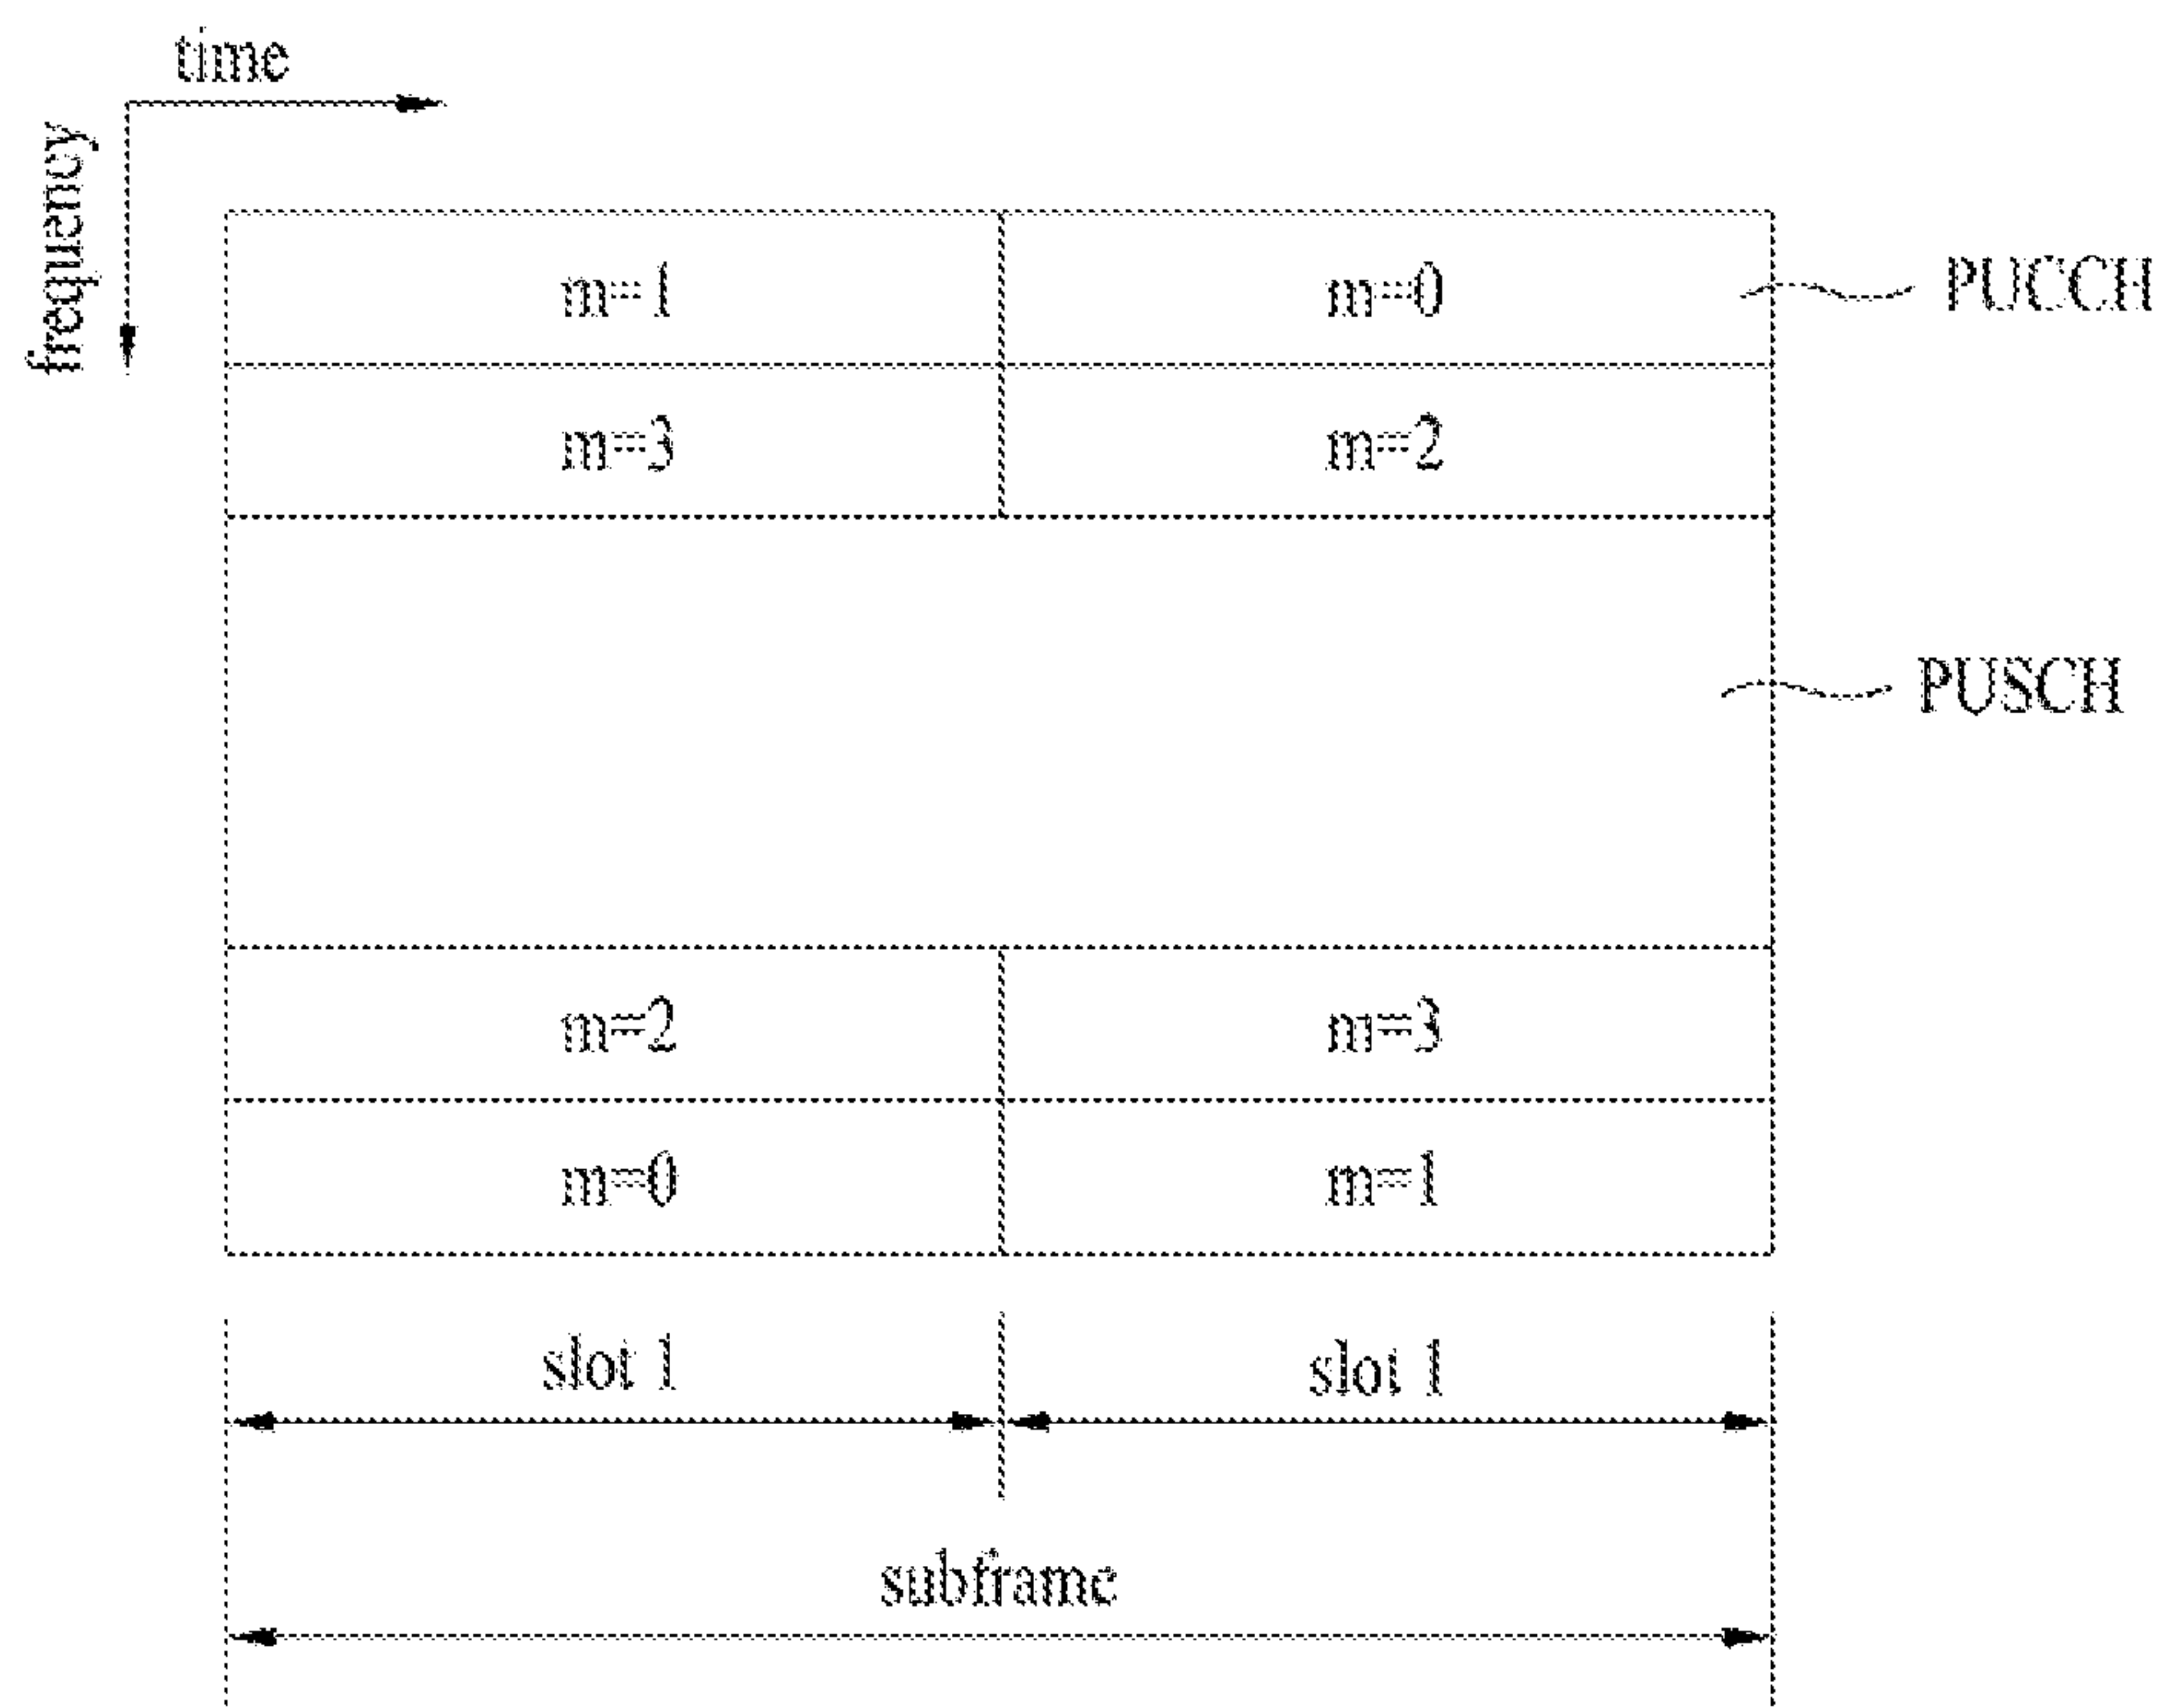 time
frequency
m=1
m=0
PUCCH
m=3
m=2
PUSCH
m=2
m=3
m=0
m=1
slot 1
slot 1
subframe